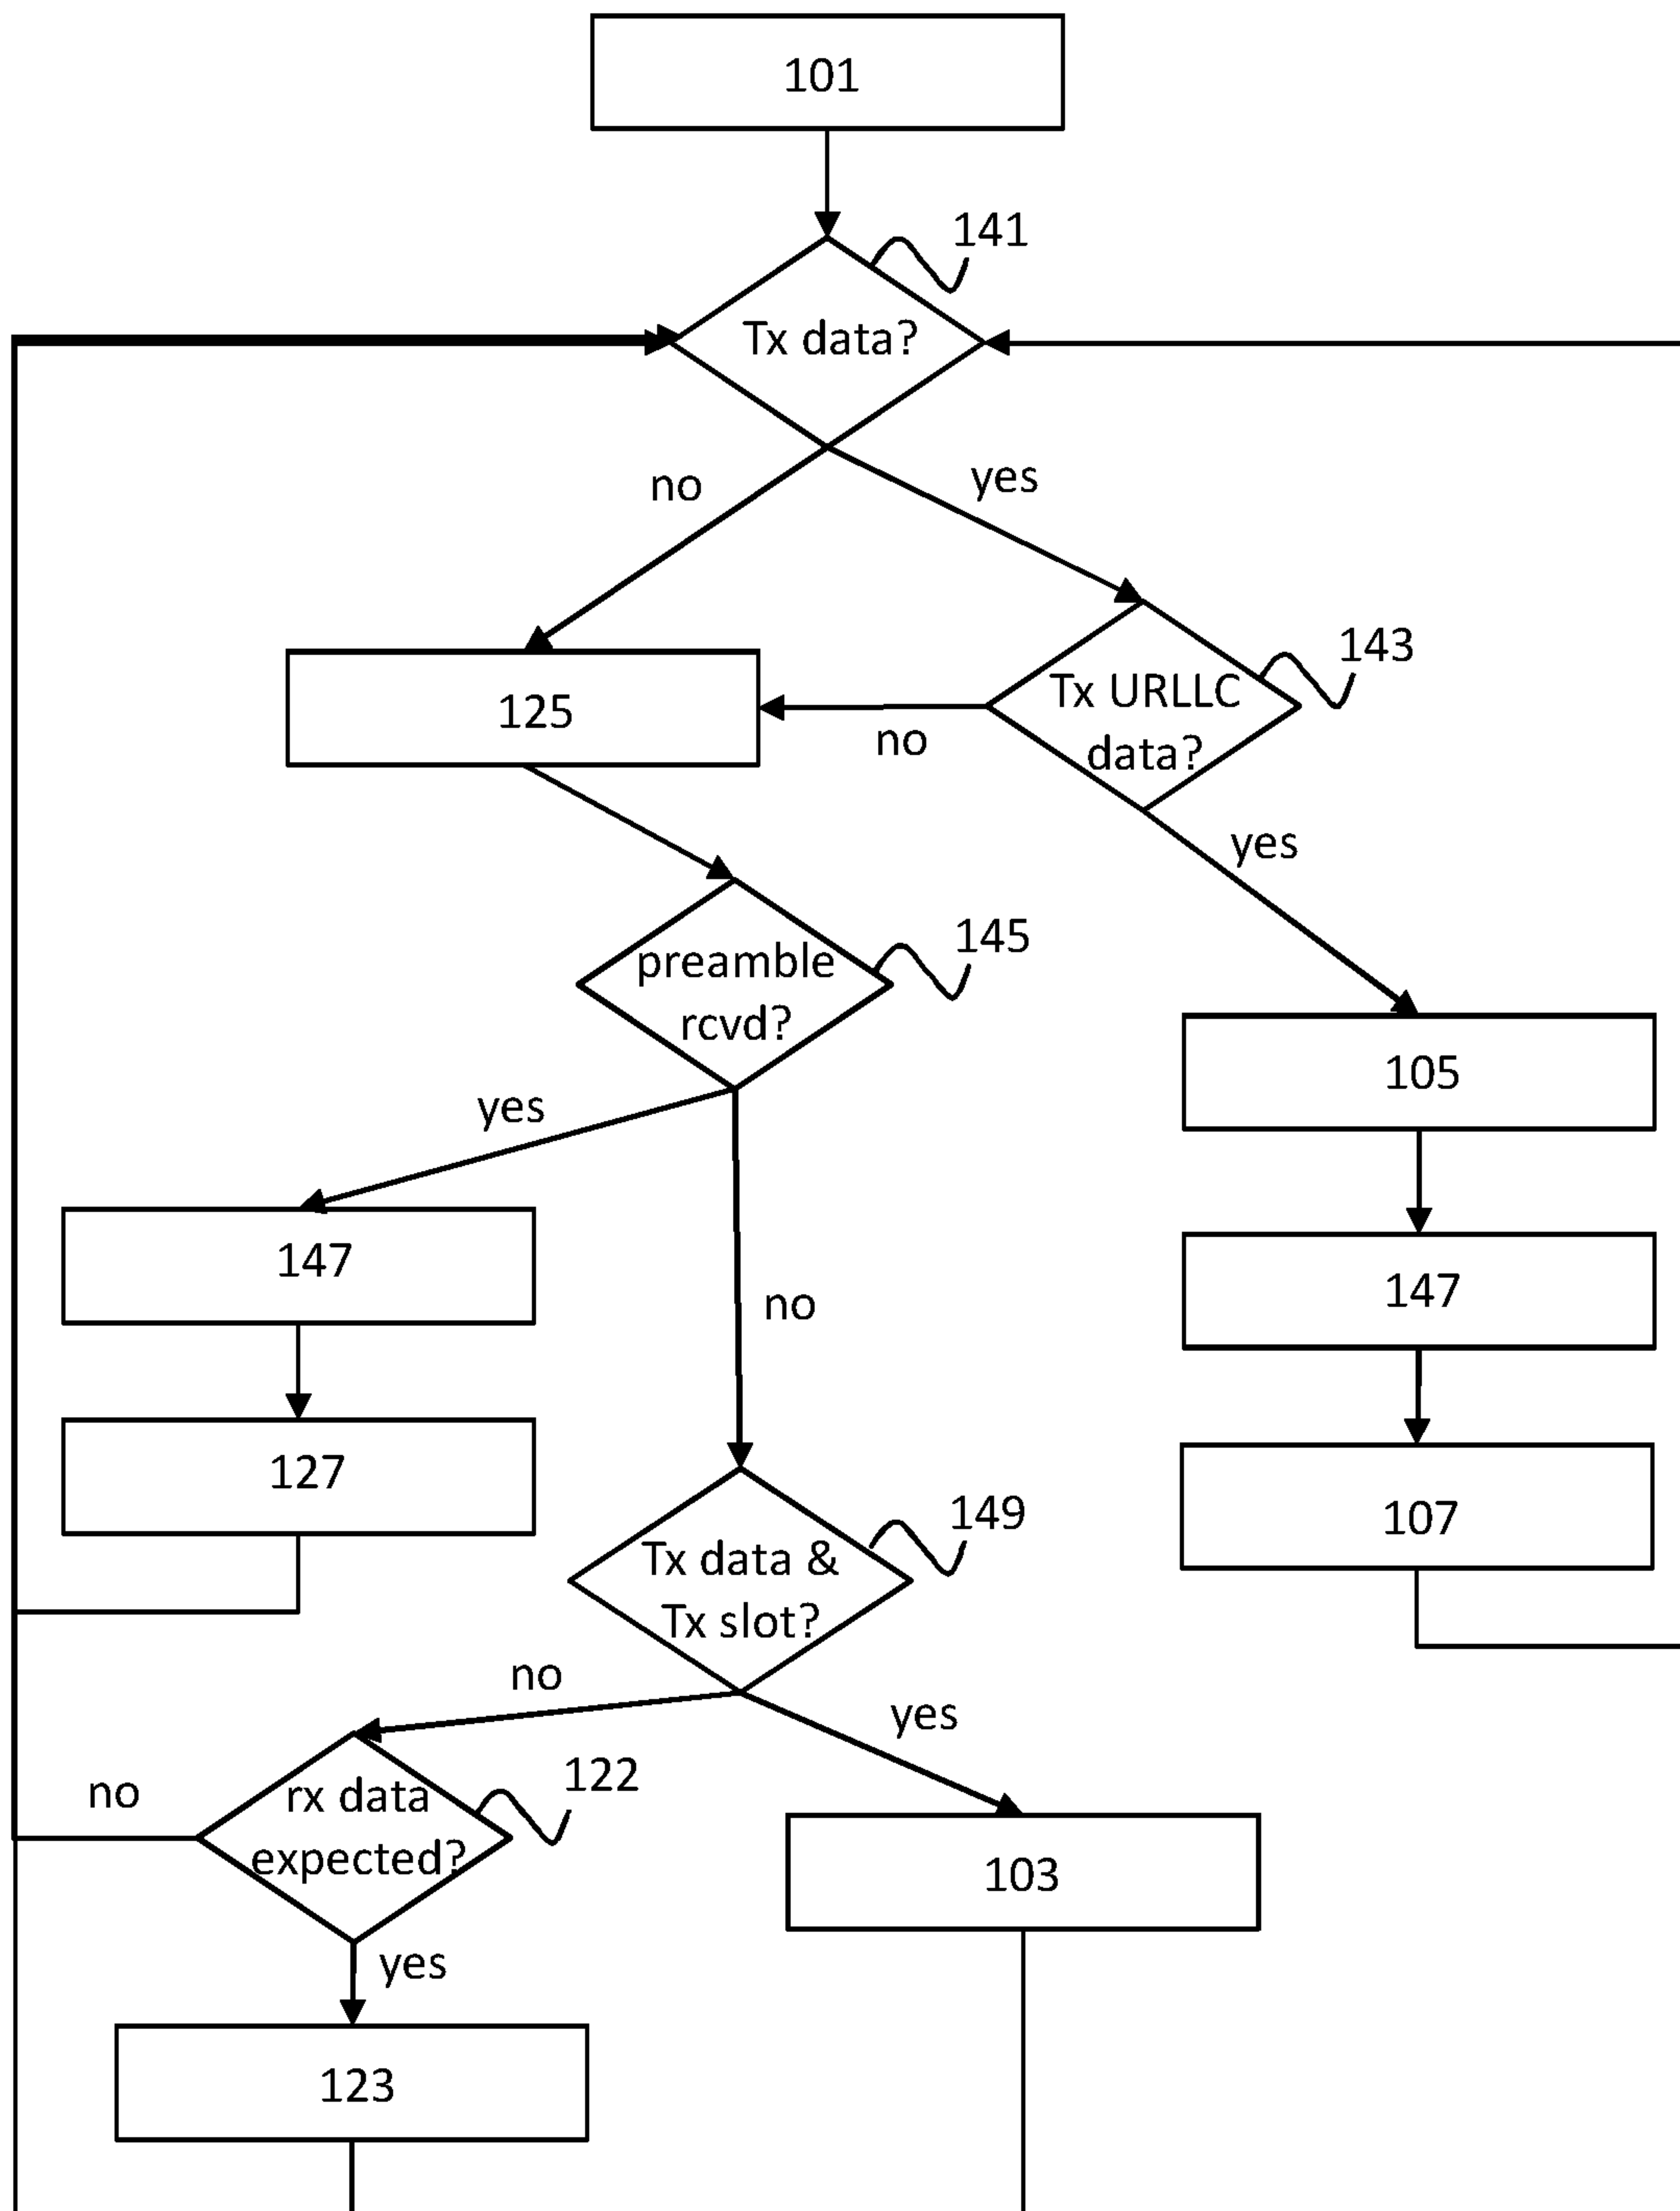 101
141
Tx data?
no
yes
143
Tx URLLC
data?
125
no
yes
145
preamble
rcvd?
105
yes
147
147
no
127
107
149
Tx data &
Tx slot?
no
yes
122
no
rx data
expected?
103
yes
123